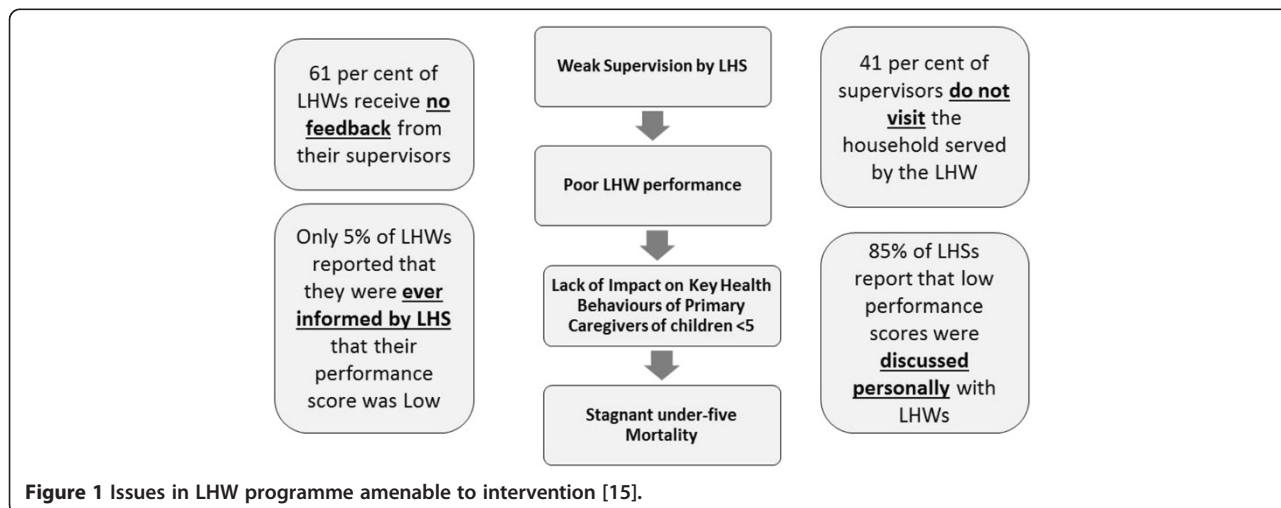 61 per cent of
LHWs receive no
feedback from
their supervisors
Only 5% of LHWs
reported that
they were ever
informed by LHS
that their
performance
score was Low
Weak Supervision by LHS
Poor LHW performance
Lack of Impact on Key Health
Behaviours of Primary
Caregivers of children <5
Stagnant under-five
Mortality
41 per cent of
supervisors do not
visit the
household served
by the LHW
85% of LHSs
report that low
performance
scores were
discussed
personally with
LHWs
Figure 1 Issues in LHW programme amenable to intervention [15].